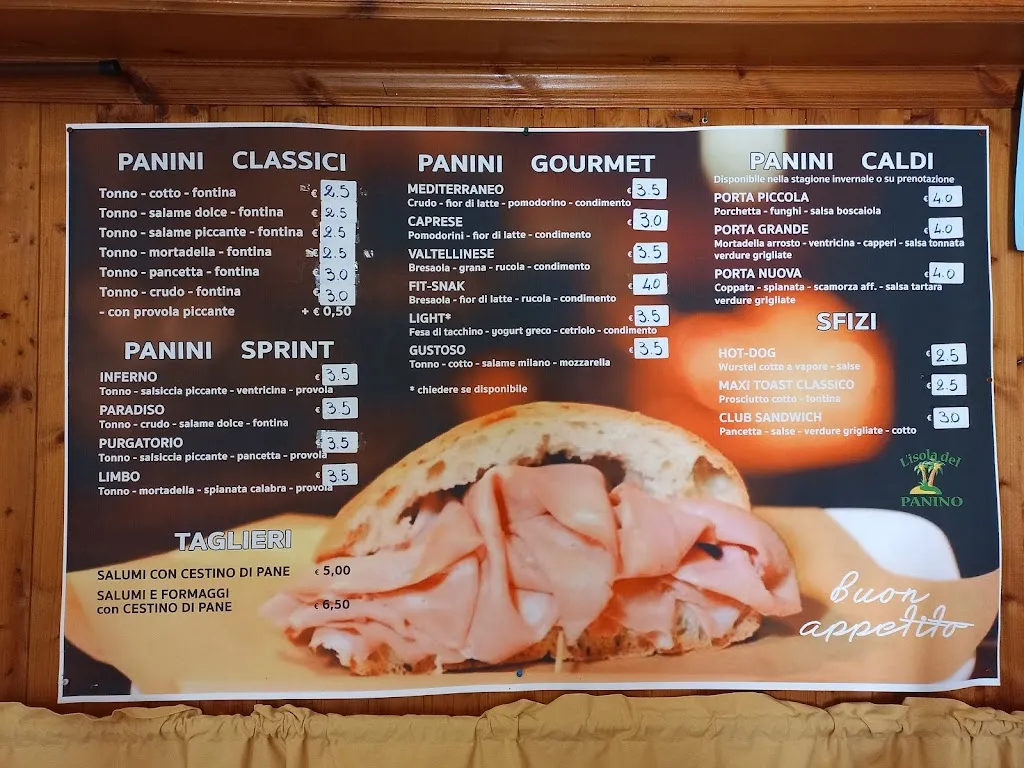 PANINI CLASSICI
Tonno - cotto - fontina € 2.5
Tonno - salame dolce - fontina € 2.5
Tonno - salame piccante - fontina € 2.5
Tonno - mortadella - fontina € 2.5
Tonno - pancetta - fontina 3.0
Tonno - crudo - fontina 3.0
- con provola piccante + € 0,50
PANINI SPRINT
INFERNO € 3.5
Tonno - salsiccia piccante - ventricina - provola
PARADISO € 3.5
Tonno - crudo - salame dolce - fontina
PURGATORIO € 3.5
Tonno - salsiccia piccante - pancetta - provola
LIMBO € 3.5
Tonno - mortadella - spianata calabra - provola
TAGLIERI
SALUMI CON CESTINO DI PANE € 5,00
SALUMI E FORMAGGI
con CESTINO DI PANE € 6,50
PANINI GOURMET
MEDITERRANEO € 3.5
Crudo - fior di latte - pomodorino - condimento
CAPRESE € 3.0
Pomodorini - fior di latte - condimento
VALTELLINESE € 3.5
Bresaola - grana - rucola - condimento
FIT-SNAK € 4.0
Bresaola - fior di latte - rucola - condimento
LIGHT* € 3.5
Fesa di tacchino - yogurt greco - cetriolo - condimento
GUSTOSO € 3.5
Tonno - cotto - salame milano - mozzarella
* chiedere se disponibile
PANINI CALDI
Disponibile nella stagione invernale o su prenotazione
PORTA PICCOLA € 4.0
Porchetta - funghi - salsa boscaiola
PORTA GRANDE € 4.0
Mortadella arrosto - ventricina - capperi - salsa tonnata
verdure grigliate
PORTA NUOVA € 4.0
Coppata - spianata - scamorza aff. - salsa tartara
verdure grigliate
SFIZI
HOT-DOG € 2.5
Wurstel cotto a vapore - salse
MAXI TOAST CLASSICO € 2.5
Prosciutto cotto - fontina
CLUB SANDWICH € 3.0
Pancetta - salse - verdure grigliate - cotto
L'isola del
PANINO
buon
appetito